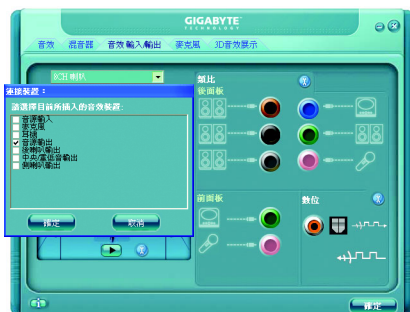 GIGABYTE
TECHNOLOGY
音效 混音器 音效輸入/輸出 麥克風 3D音效展示
8CH 喇叭
類比
後面板
連接裝置：
請選擇目前所插入的音效裝置:
音源輸入
麥克風
耳機
音源輸出
後喇叭輸出
中央/重低音輸出
側喇叭輸出
確定 取消
前面板
數位
確定